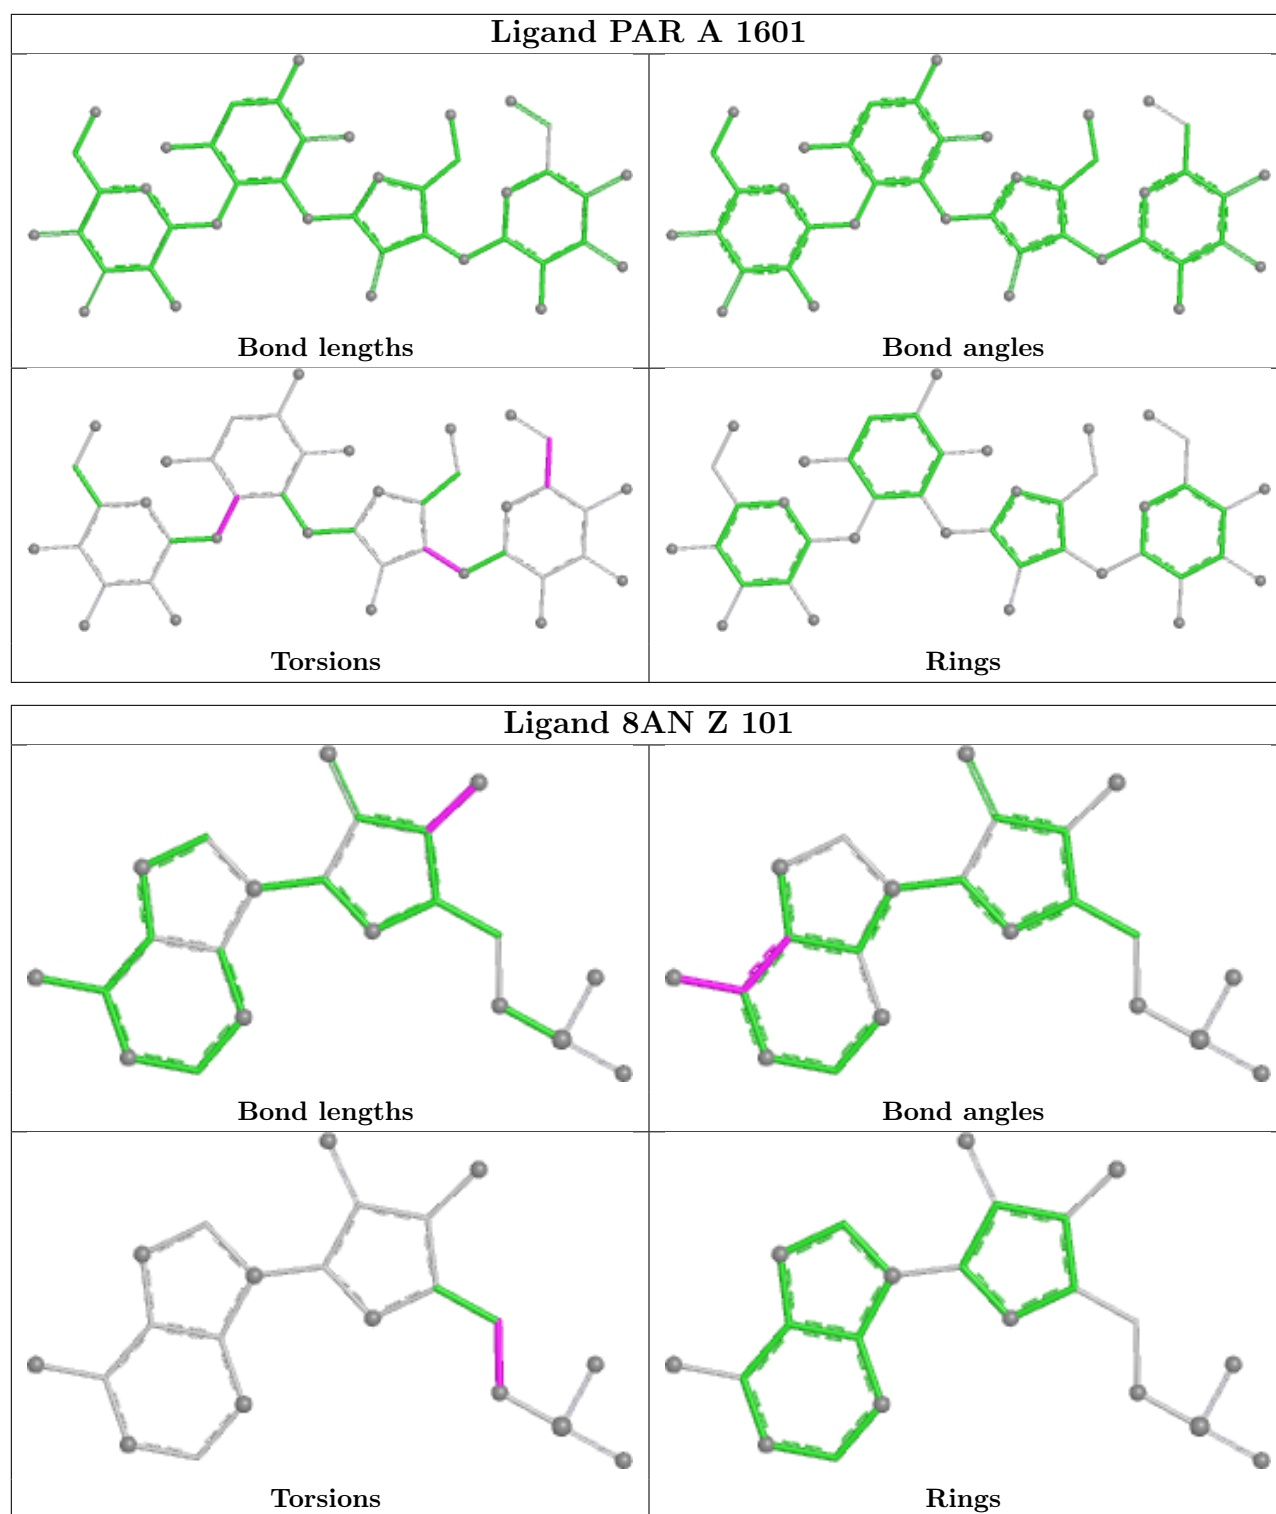 Ligand PAR A 1601
Bond lengths
Bond angles
Torsions
Rings
Ligand 8AN Z 101
Bond lengths
Bond angles
Torsions
Rings